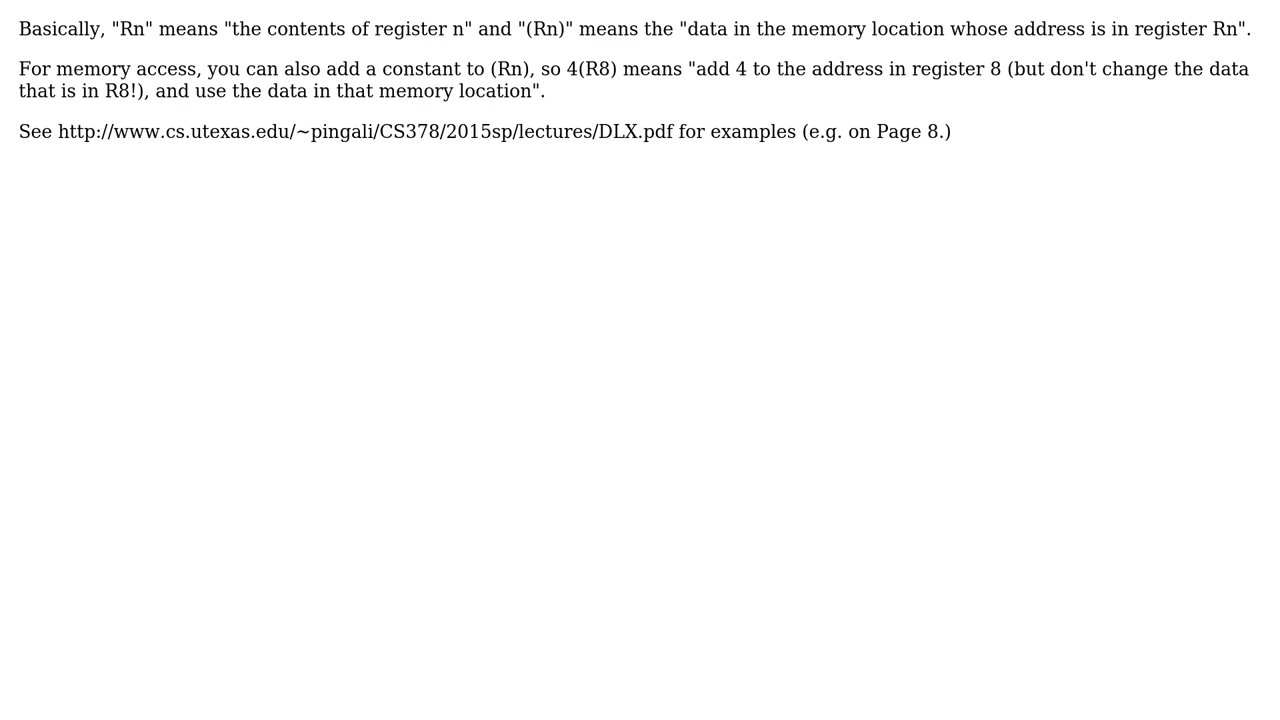 Basically, "Rn" means "the contents of register n" and "(Rn)" means the "data in the memory location whose address is in register Rn".
For memory access, you can also add a constant to (Rn), so 4(R8) means "add 4 to the address in register 8 (but don't change the data
that is in R8!), and use the data in that memory location".
See http://www.cs.utexas.edu/~pingali/CS378/2015sp/lectures/DLX.pdf for examples (e.g. on Page 8.)